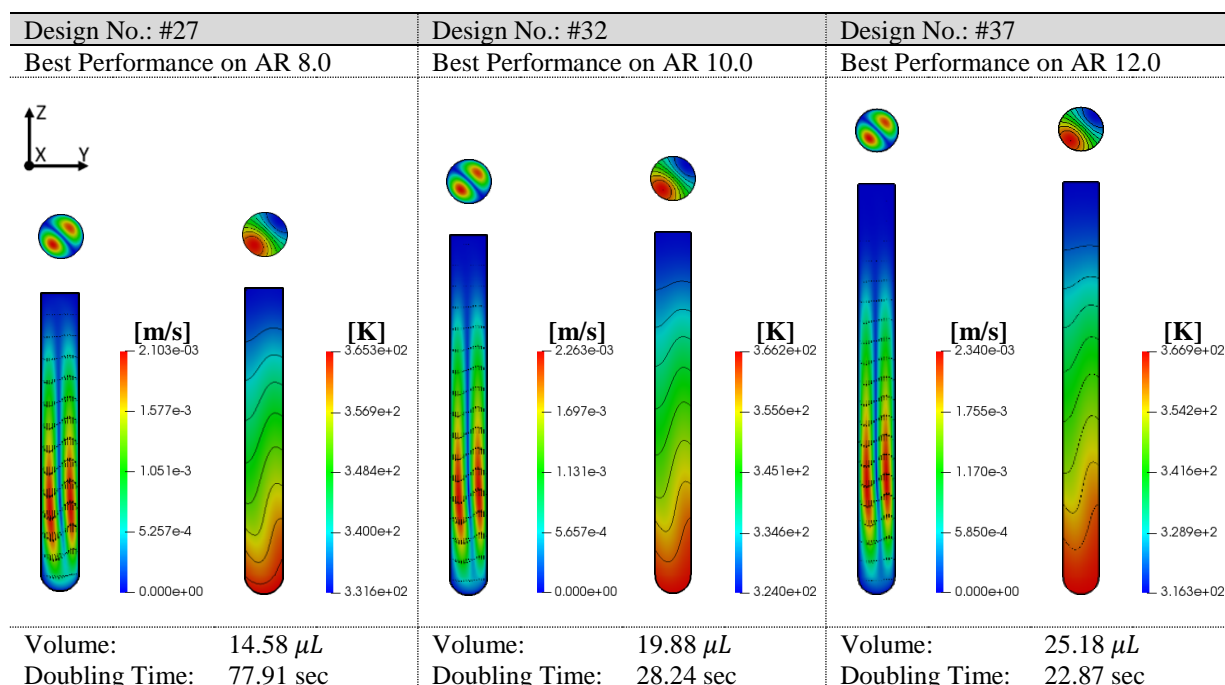 Design No.: #27
Best Performance on AR 8.0
Z
X Y
[m/s]
2.103e-03
1.577e-3
1.051e-3
5.257e-4
0.000e+00
[K]
3.653e+02
3.569e+2
3.484e+2
3.400e+2
3.316e+02
Volume: 14.58 μL
Doubling Time: 77.91 sec
Design No.: #32
Best Performance on AR 10.0
[m/s]
2.263e-03
1.697e-3
1.131e-3
5.657e-4
0.000e+00
[K]
3.662e+02
3.556e+2
3.451e+2
3.346e+2
3.240e+02
Volume: 19.88 μL
Doubling Time: 28.24 sec
Design No.: #37
Best Performance on AR 12.0
[m/s]
2.340e-03
1.755e-3
1.170e-3
5.850e-4
0.000e+00
[K]
3.669e+02
3.542e+2
3.416e+2
3.289e+2
3.163e+02
Volume: 25.18 μL
Doubling Time: 22.87 sec